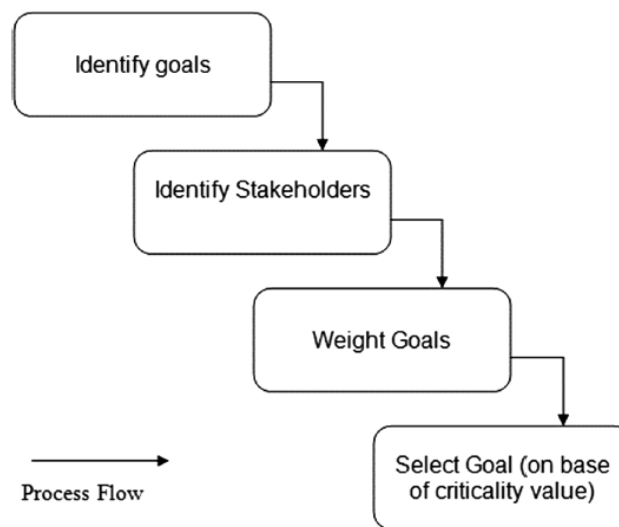 Identify goals
Identify Stakeholders
Weight Goals
Select Goal (on base
of criticality value)
Process Flow